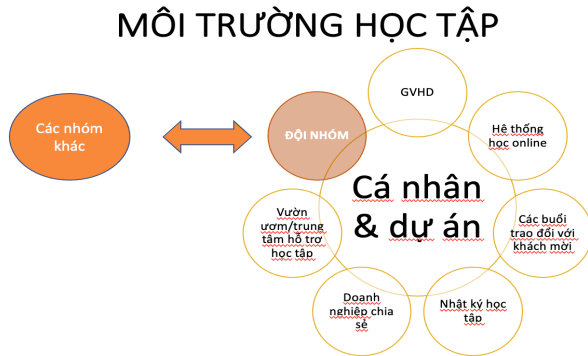 MÔI TRƯỜNG HỌC TẬP
Các nhóm
khác
ĐỘI NHÓM
GVHD
Hệ thống
học online
Các buổi
trao đổi với
khách mời
Nhật ký học
tập
Doanh
nghiệp chia
sẻ
Vườn
ươm/trung
tâm hỗ trợ
học tập
Cá nhân
& dự án